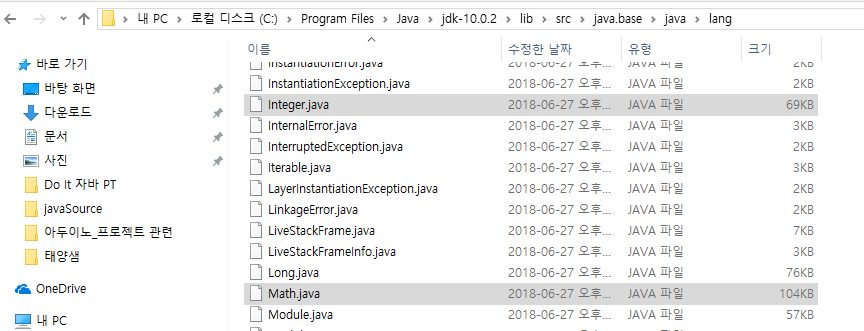 내 PC > 로컬 디스크 (C:) > Program Files > Java > jdk-10.0.2 > lib > src > java.base > java > lang
이름 수정한 날짜 유형 크기
바로 가기
바탕 화면
다운로드
문서
사진
Do It 자바 PT
javaSource
아두이노_프로젝트 관련
태양샘
OneDrive
내 PC
InstantiationError.java 2018-06-27 오후... JAVA 파일 2KB
InstantiationException.java 2018-06-27 오후... JAVA 파일 2KB
Integer.java 2018-06-27 오후... JAVA 파일 69KB
InternalError.java 2018-06-27 오후... JAVA 파일 3KB
InterruptedException.java 2018-06-27 오후... JAVA 파일 2KB
Iterable.java 2018-06-27 오후... JAVA 파일 3KB
LayerInstantiationException.java 2018-06-27 오후... JAVA 파일 2KB
LinkageError.java 2018-06-27 오후... JAVA 파일 2KB
LiveStackFrame.java 2018-06-27 오후... JAVA 파일 7KB
LiveStackFrameInfo.java 2018-06-27 오후... JAVA 파일 3KB
Long.java 2018-06-27 오후... JAVA 파일 76KB
Math.java 2018-06-27 오후... JAVA 파일 104KB
Module.java 2018-06-27 오후... JAVA 파일 57KB